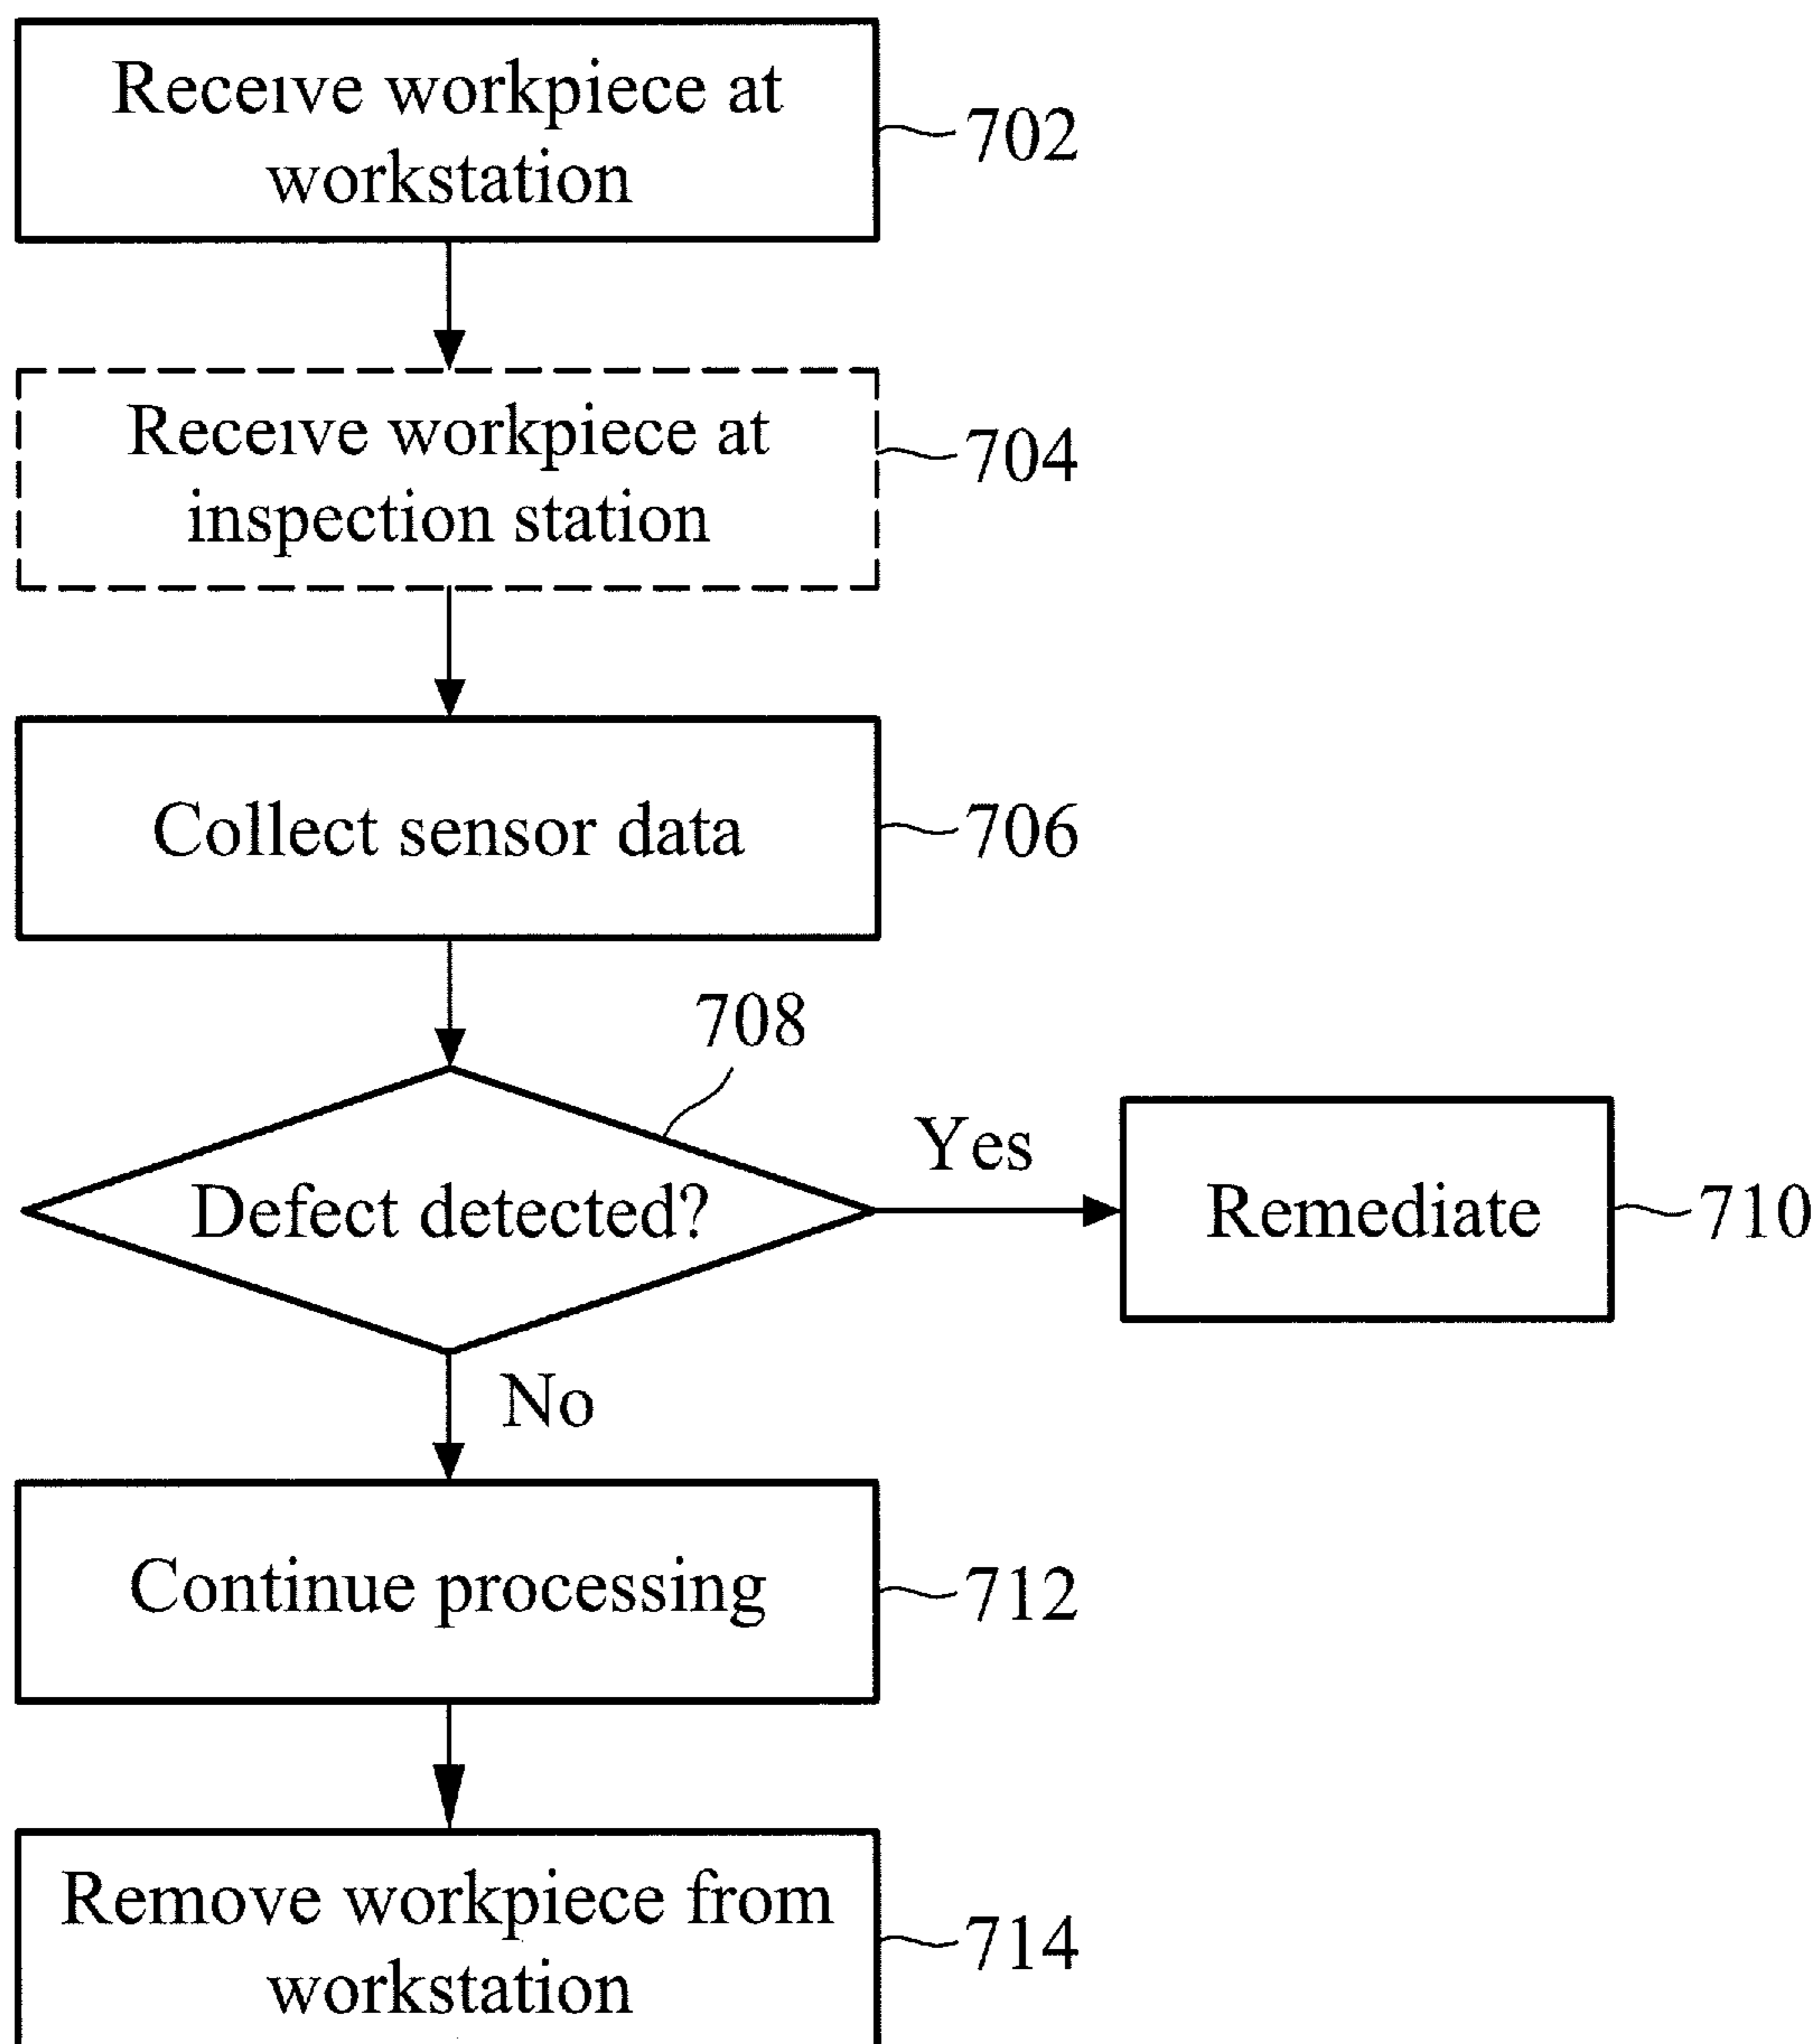 Receive workpiece at
workstation
702
Receive workpiece at
inspection station
704
Collect sensor data
706
708
Defect detected?
Yes
Remediate
710
No
Continue processing
712
Remove workpiece from
workstation
714